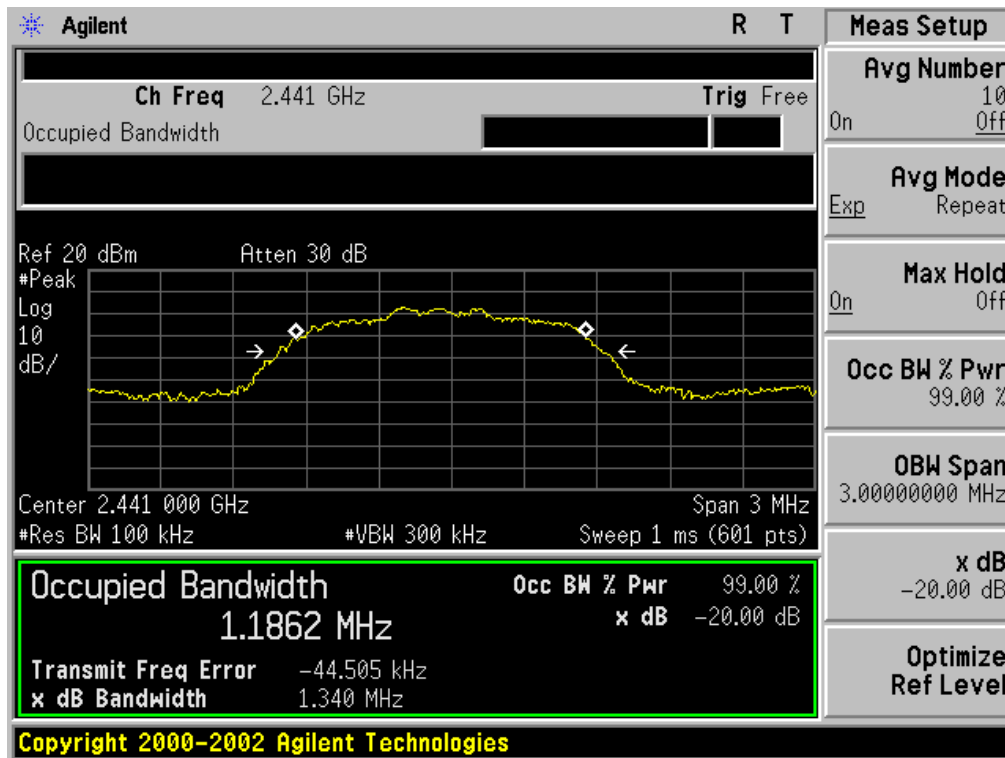 Agilent R T
Ch Freq 2.441 GHz Trig Free
Occupied Bandwidth
Ref 20 dBm Atten 30 dB
#Peak
Log
10
dB/
Center 2.441 000 GHz Span 3 MHz
#Res BW 100 kHz #VBW 300 kHz Sweep 1 ms (601 pts)
Occupied Bandwidth
1.1862 MHz
Occ BW % Pwr 99.00 %
x dB -20.00 dB
Transmit Freq Error -44.505 kHz
x dB Bandwidth 1.340 MHz
Copyright 2000-2002 Agilent Technologies
Meas Setup
Avg Number
10
On Off
Avg Mode
Exp Repeat
Max Hold
On Off
Occ BW % Pwr
99.00 %
OBW Span
3.00000000 MHz
x dB
-20.00 dB
Optimize
Ref Level